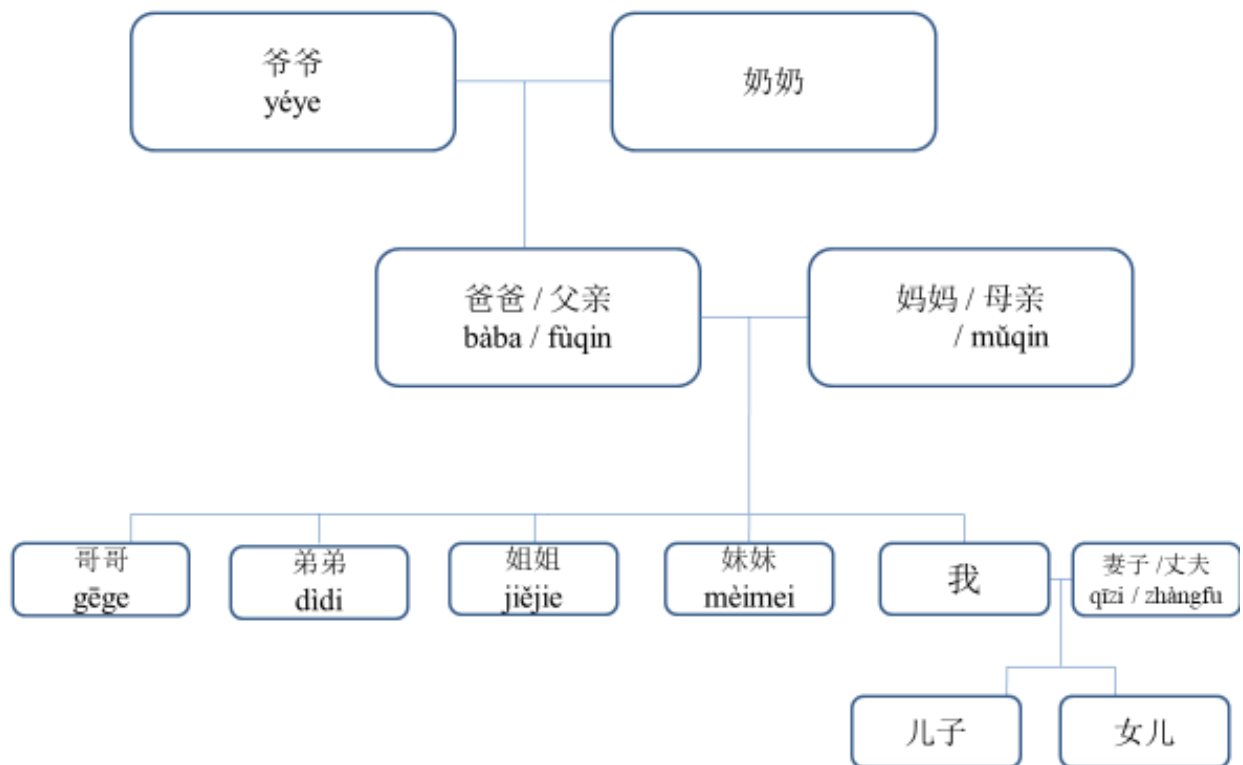 爷爷
yéye
奶奶
爸爸 / 父亲
bàba / fùqin
妈妈 / 母亲
/ mǔqin
哥哥
gēge
弟弟
dìdi
姐姐
jiějie
妹妹
mèimei
我
妻子 /丈夫
qīzi / zhàngfu
儿子
女儿